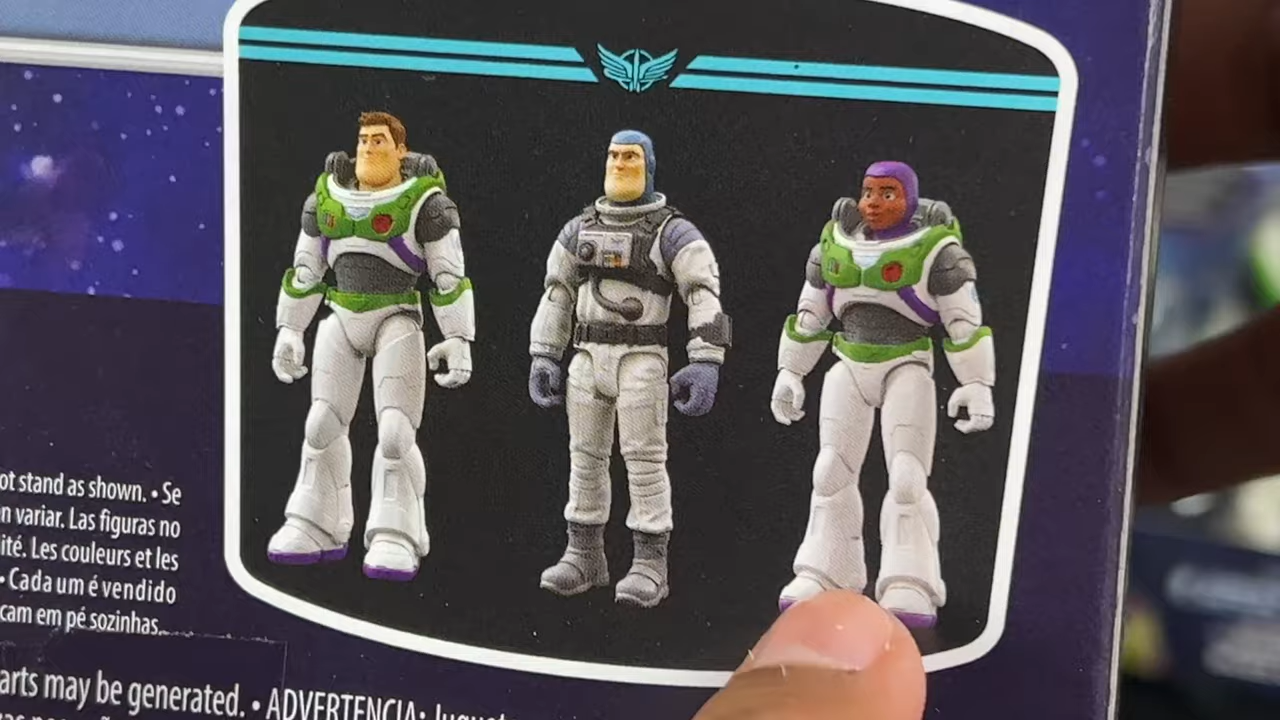 ot stand as shown. • Se
n variar. Las figuras no
lité. Les couleurs et les
• Cada um é vendido
cam em pé sozinhas.
arts may be generated. • ADVERTENCIA: